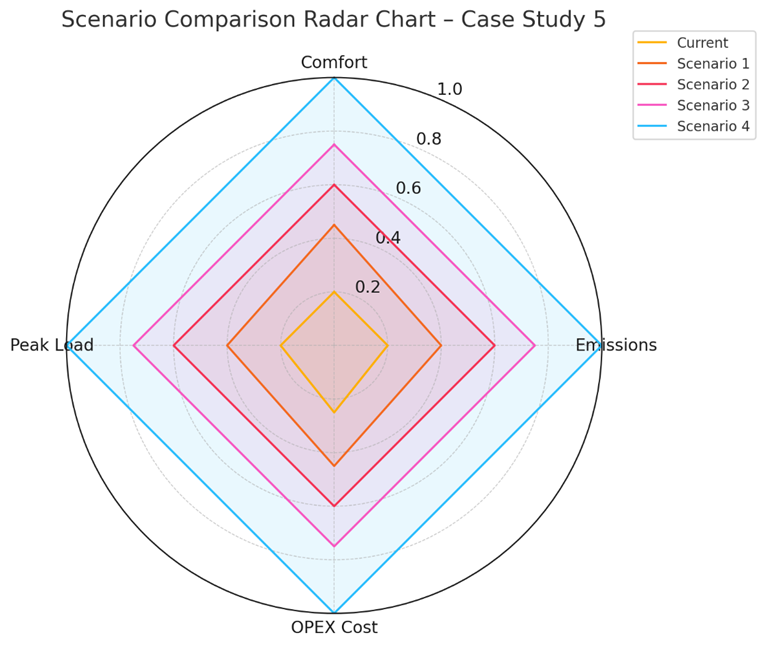 Scenario Comparison Radar Chart – Case Study 5
Current
Scenario 1
Scenario 2
Scenario 3
Scenario 4
Comfort
1.0
0.8
0.6
0.4
0.2
Peak Load
Emissions
OPEX Cost